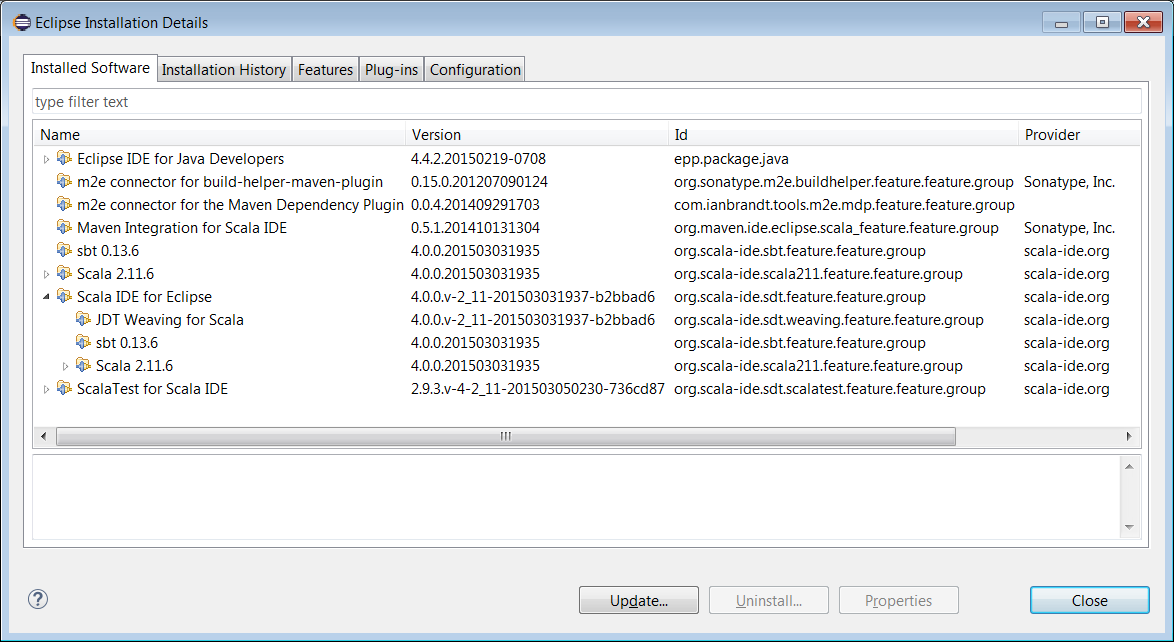 Eclipse Installation Details
Installed Software Installation History Features Plug-ins Configuration
type filter text
Name Version Id Provider
Eclipse IDE for Java Developers 4.4.2.20150219-0708 epp.package.java
m2e connector for build-helper-maven-plugin 0.15.0.201207090124 org.sonatype.m2e.buildhelper.feature.feature.group Sonatype, Inc.
m2e connector for the Maven Dependency Plugin 0.0.4.201409291703 com.ianbrandt.tools.m2e.mdp.feature.feature.group
Maven Integration for Scala IDE 0.5.1.201410131304 org.maven.ide.eclipse.scala_feature.feature.group Sonatype, Inc.
sbt 0.13.6 4.0.0.201503031935 org.scala-ide.sbt.feature.feature.group scala-ide.org
Scala 2.11.6 4.0.0.201503031935 org.scala-ide.scala211.feature.feature.group scala-ide.org
Scala IDE for Eclipse 4.0.0.v-2_11-201503031937-b2bbad6 org.scala-ide.sdt.feature.feature.group scala-ide.org
JDT Weaving for Scala 4.0.0.v-2_11-201503031937-b2bbad6 org.scala-ide.sdt.weaving.feature.feature.group scala-ide.org
sbt 0.13.6 4.0.0.201503031935 org.scala-ide.sbt.feature.feature.group scala-ide.org
Scala 2.11.6 4.0.0.201503031935 org.scala-ide.scala211.feature.feature.group scala-ide.org
ScalaTest for Scala IDE 2.9.3.v-4-2_11-201503050230-736cd87 org.scala-ide.sdt.scalatest.feature.feature.group scala-ide.org
? Update... Uninstall... Properties Close